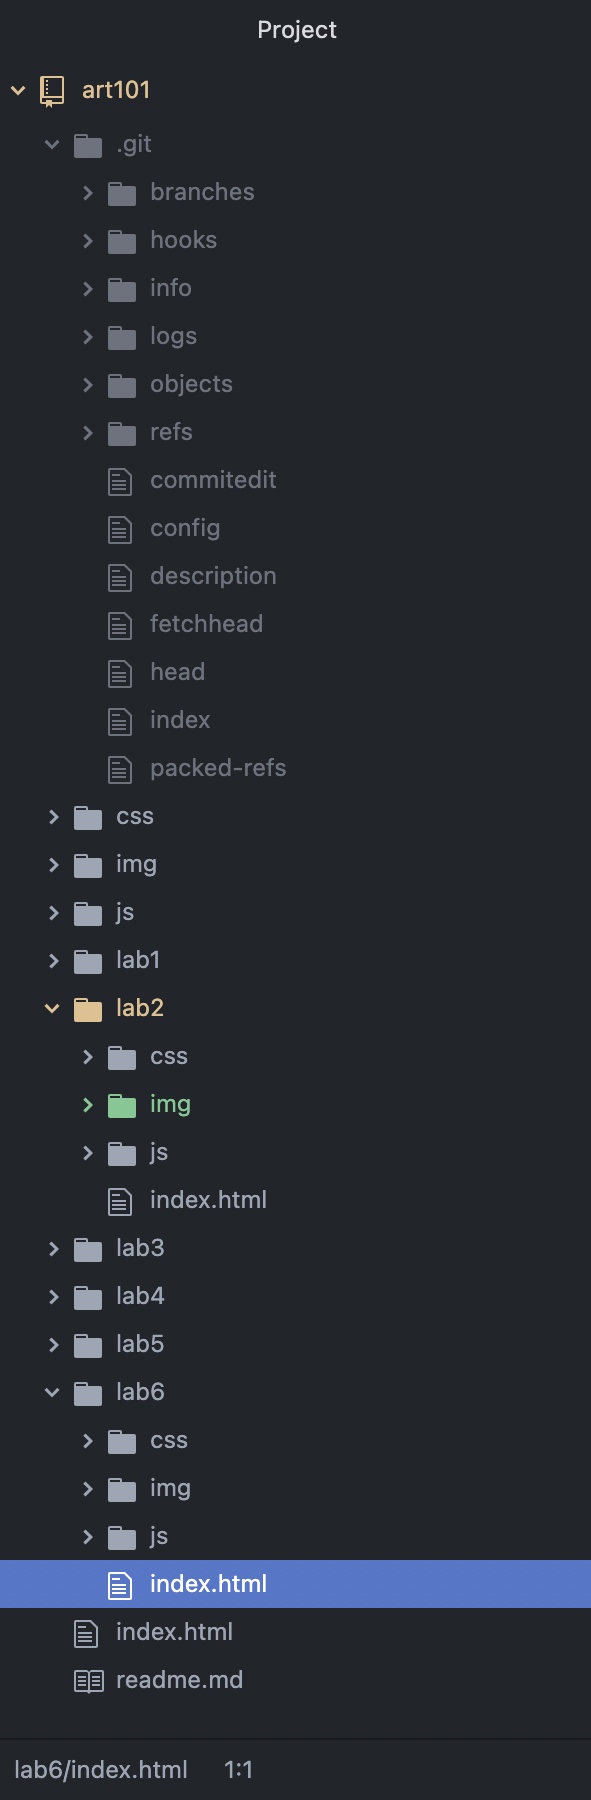 Project
art101
.git
branches
hooks
info
logs
objects
refs
commitedit
config
description
fetchhead
head
index
packed-refs
css
img
js
lab1
lab2
css
img
js
index.html
lab3
lab4
lab5
lab6
css
img
js
index.html
index.html
readme.md
lab6/index.html 1:1